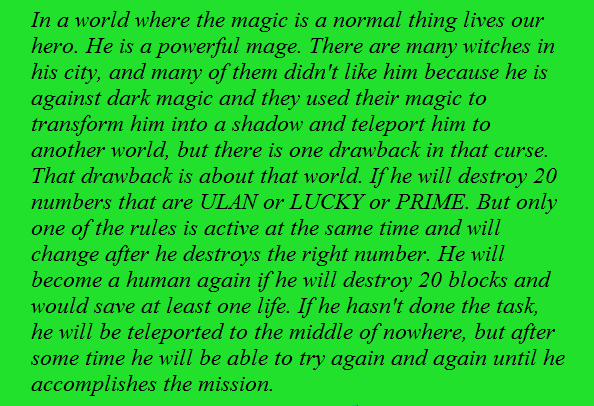 In a world where the magic is a normal thing lives our
hero. He is a powerful mage. There are many witches in
his city, and many of them didn't like him because he is
against dark magic and they used their magic to
transform him into a shadow and teleport him to
another world, but there is one drawback in that curse.
That drawback is about that world. If he will destroy 20
numbers that are ULAN or LUCKY or PRIME. But only
one of the rules is active at the same time and will
change after he destroys the right number. He will
become a human again if he will destroy 20 blocks and
would save at least one life. If he hasn't done the task,
he will be teleported to the middle of nowhere, but after
some time he will be able to try again and again until he
accomplishes the mission.